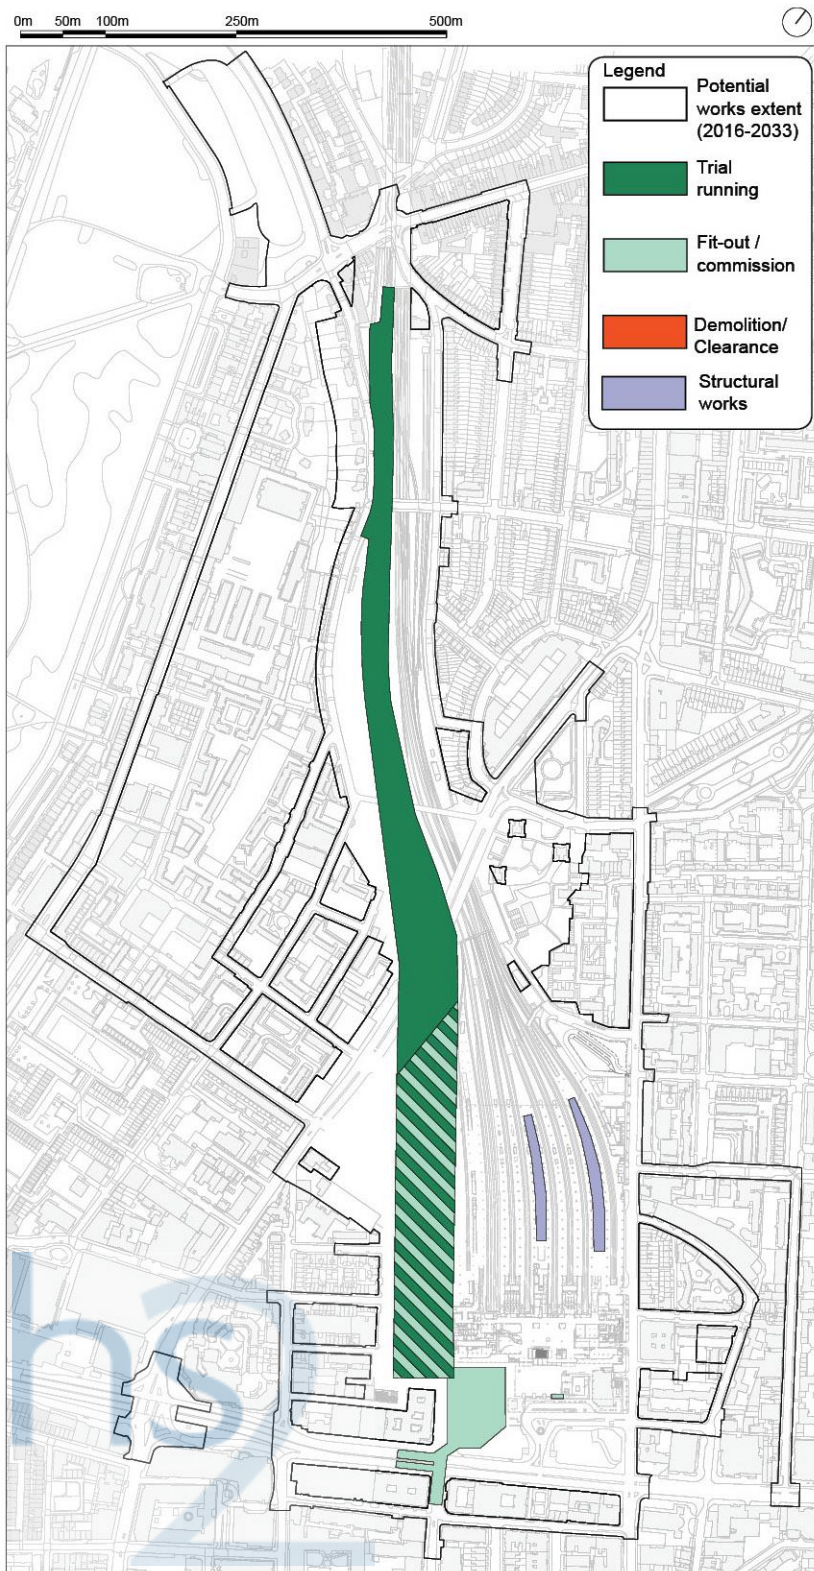 0m 50m 100m 250m 500m
Legend
Potential
works extent
(2016-2033)
Trial
running
Fit-out /
commission
Demolition/
Clearance
Structural
works
hs2